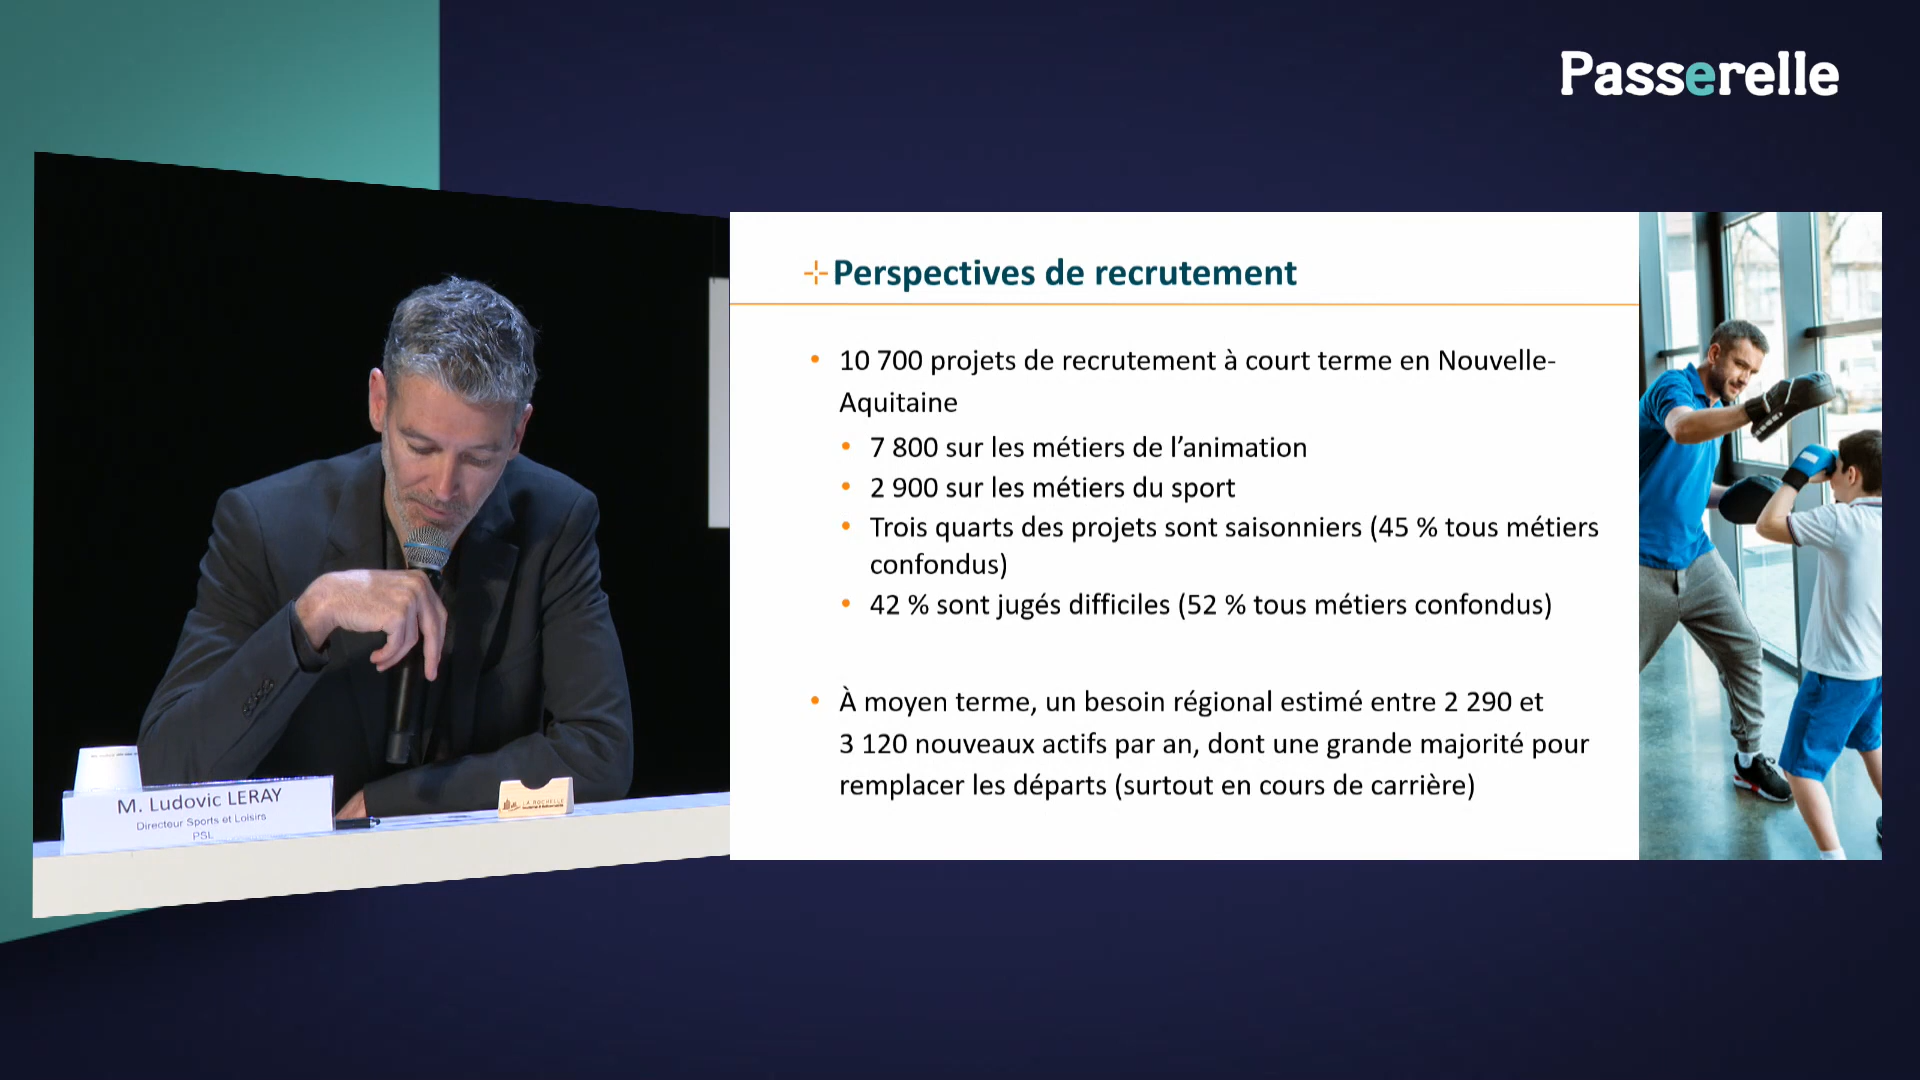 Passerelle
Perspectives de recrutement
• 10 700 projets de recrutement à court terme en Nouvelle-
Aquitaine
• 7 800 sur les métiers de l’animation
• 2 900 sur les métiers du sport
• Trois quarts des projets sont saisonniers (45 % tous métiers
confondus)
• 42 % sont jugés difficiles (52 % tous métiers confondus)
• À moyen terme, un besoin régional estimé entre 2 290 et
3 120 nouveaux actifs par an, dont une grande majorité pour
remplacer les départs (surtout en cours de carrière)
M. Ludovic LERAY
Directeur Sports et Loisirs
PSL
LA ROCHELLE